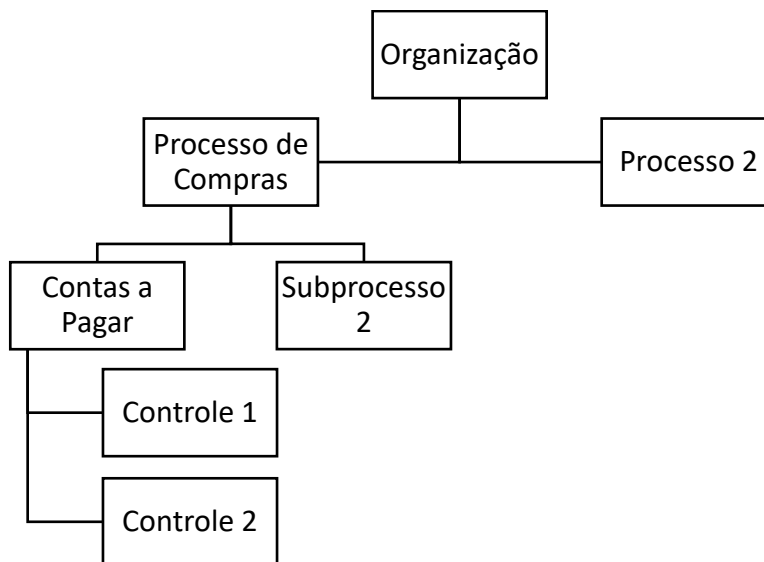 Organização
Processo de
Compras
Processo 2
Contas a
Pagar
Subprocesso
2
Controle 1
Controle 2